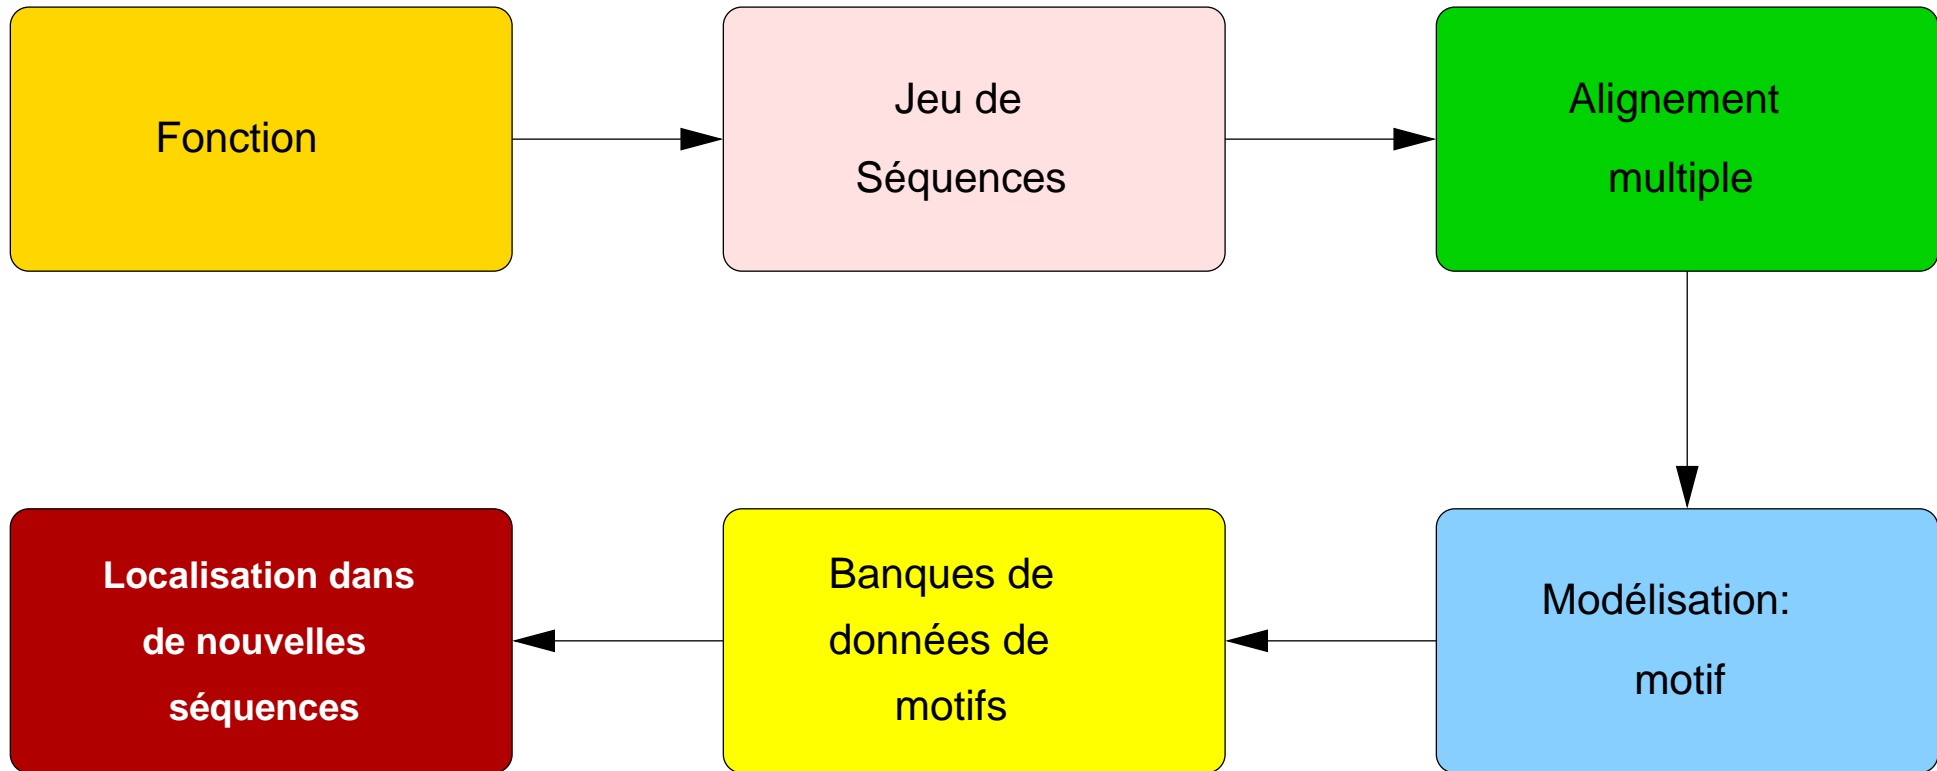 Fonction
Jeu de
Séquences
Alignement
multiple
Modélisation:
motif
Banques de
données de
motifs
Localisation dans
de nouvelles
séquences